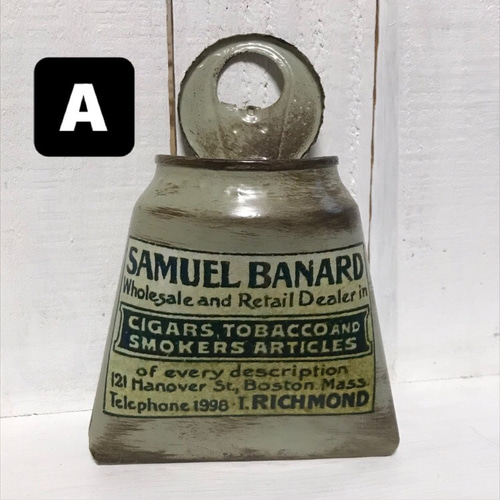 A
SAMUEL BANARD
Wholesale and Retail Dealer in
CIGARS, TOBACCO AND
SMOKERS ARTICLES
of every description
121 Hanover St., Boston Mass.
Telephone 1998 · I. RICHMOND